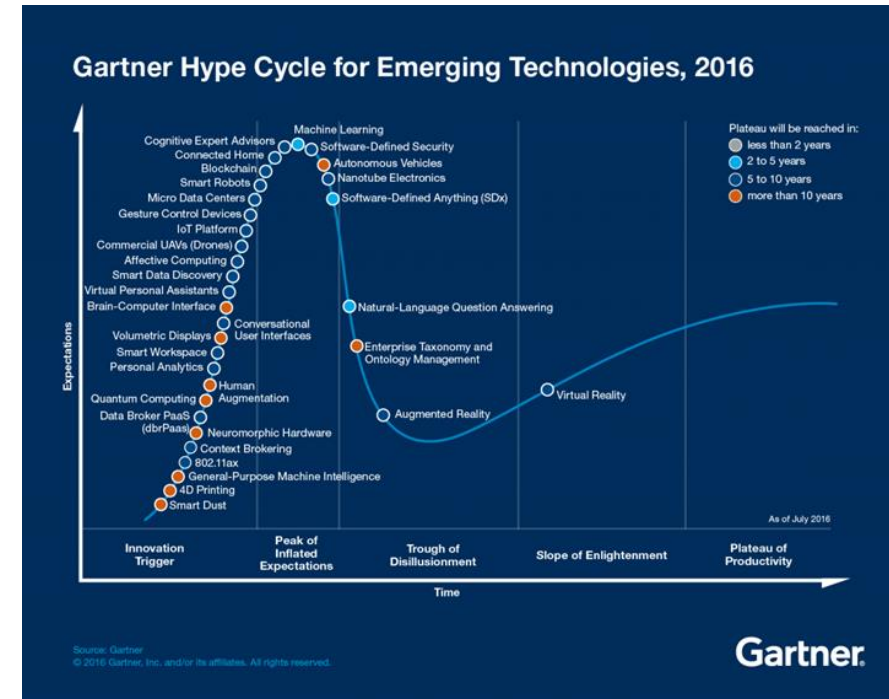 Gartner Hype Cycle for Emerging Technologies, 2016
Plateau will be reached in:
less than 2 years
2 to 5 years
5 to 10 years
more than 10 years
Expectations
Machine Learning
Cognitive Expert Advisors
Software-Defined Security
Connected Home
Autonomous Vehicles
Blockchain
Nanotube Electronics
Smart Robots
Micro Data Centers
Software-Defined Anything (SDx)
Gesture Control Devices
IoT Platform
Commercial UAVs (Drones)
Affective Computing
Smart Data Discovery
Virtual Personal Assistants
Brain-Computer Interface
Natural-Language Question Answering
Conversational
User Interfaces
Volumetric Displays
Enterprise Taxonomy and
Ontology Management
Smart Workspace
Personal Analytics
Human
Augmentation
Virtual Reality
Quantum Computing
Augmented Reality
Data Broker PaaS
(dbrPaas)
Neuromorphic Hardware
Context Brokering
802.11ax
General-Purpose Machine Intelligence
4D Printing
Smart Dust
As of July 2016
Innovation
Trigger
Peak of
Inflated
Expectations
Trough of
Disillusionment
Slope of Enlightenment
Plateau of
Productivity
Time
Source: Gartner
© 2016 Gartner, Inc. and/or its affiliates. All rights reserved.
Gartner.